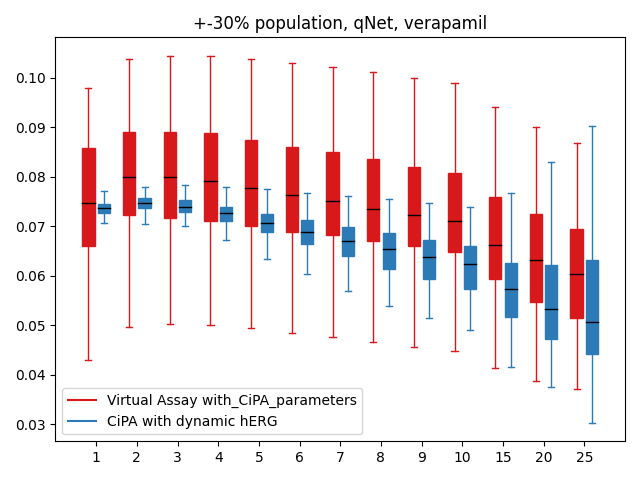 +-30% population, qNet, verapamil
0.10
0.09
0.08
0.07
0.06
0.05
0.04
0.03
Virtual Assay with_CiPA_parameters
CiPA with dynamic hERG
1 2 3 4 5 6 7 8 9 10 15 20 25